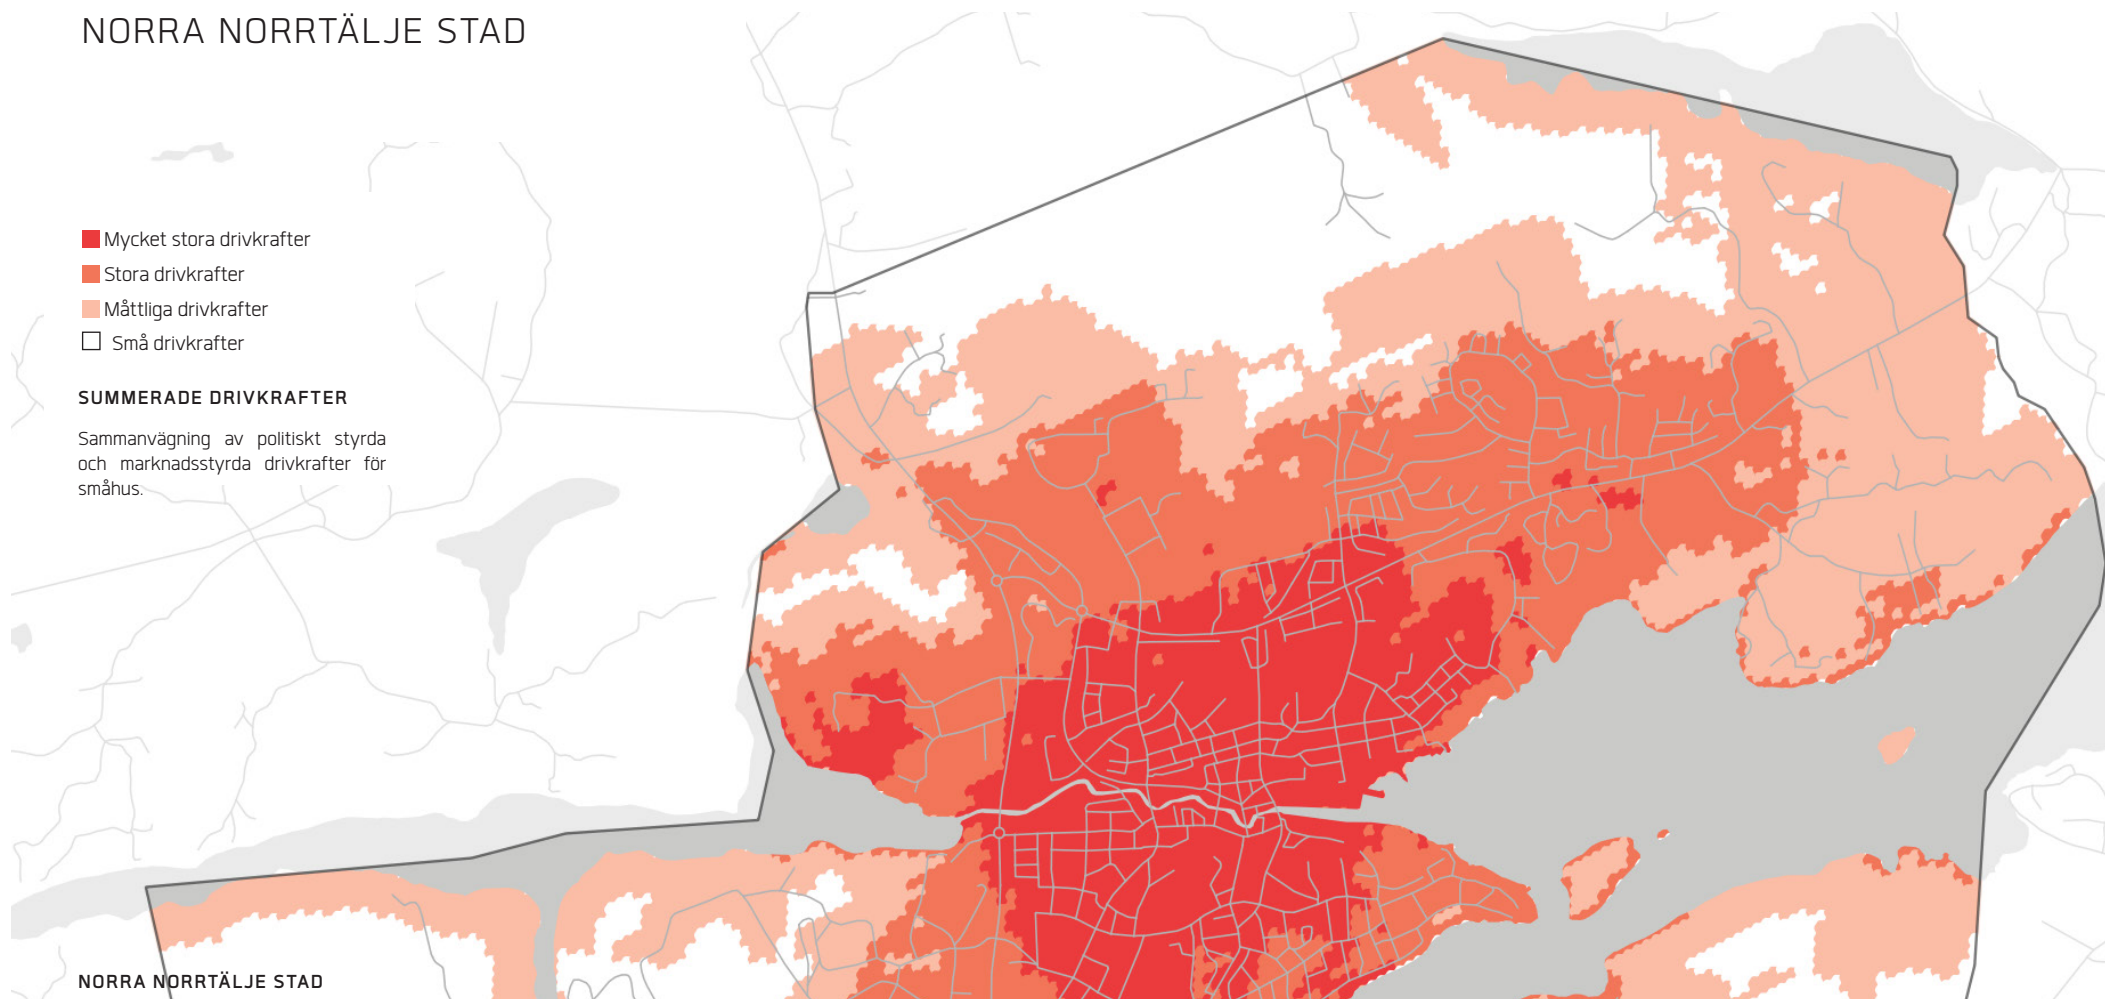 NORRA NORRTÄLJE STAD
Mycket stora drivkrafter
Stora drivkrafter
Måttliga drivkrafter
Små drivkrafter
SUMMERADE DRIVKRAFTER
Sammanvägning av politiskt styrda
och marknadsstyrda drivkrafter för
småhus.
NORRA NORRTÄLJE STAD